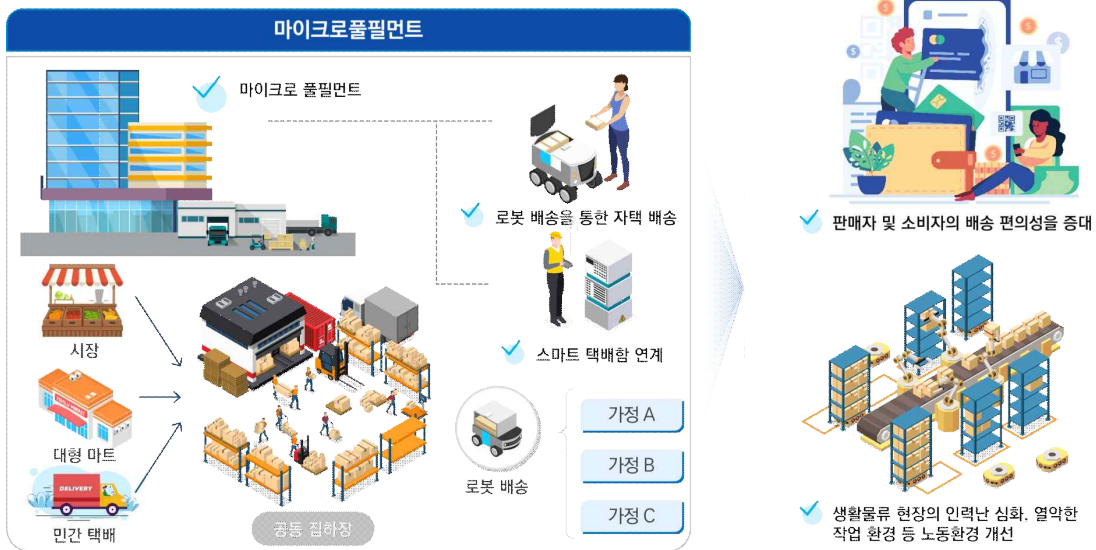 마이크로풀필먼트
마이크로 풀필먼트
로봇 배송을 통한 자택 배송
스마트 택배함 연계
시장
대형 마트
DELIVERY
민간 택배
공동 집하장
로봇 배송
가정 A
가정 B
가정 C
판매자 및 소비자의 배송 편의성을 증대
생활물류 현장의 인력난 심화, 열악한
작업 환경 등 노동환경 개선